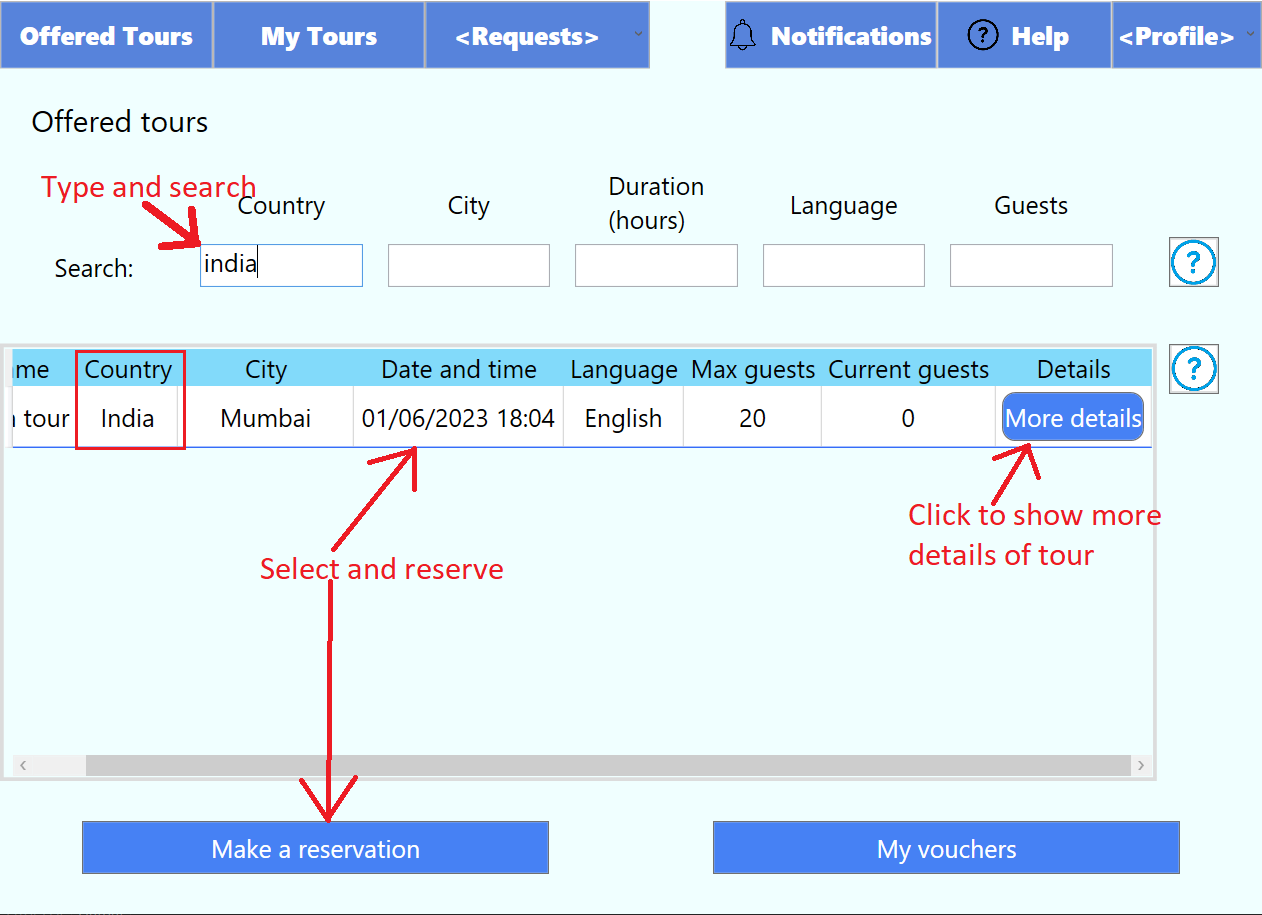 Offered Tours My Tours <Requests> Notifications ? Help <Profile>
Offered tours
Type and search
Country City Duration (hours) Language Guests
Search: india ?
me Country City Date and time Language Max guests Current guests Details ?
tour India Mumbai 01/06/2023 18:04 English 20 0 More details
Click to show more
details of tour
Select and reserve
Make a reservation My vouchers